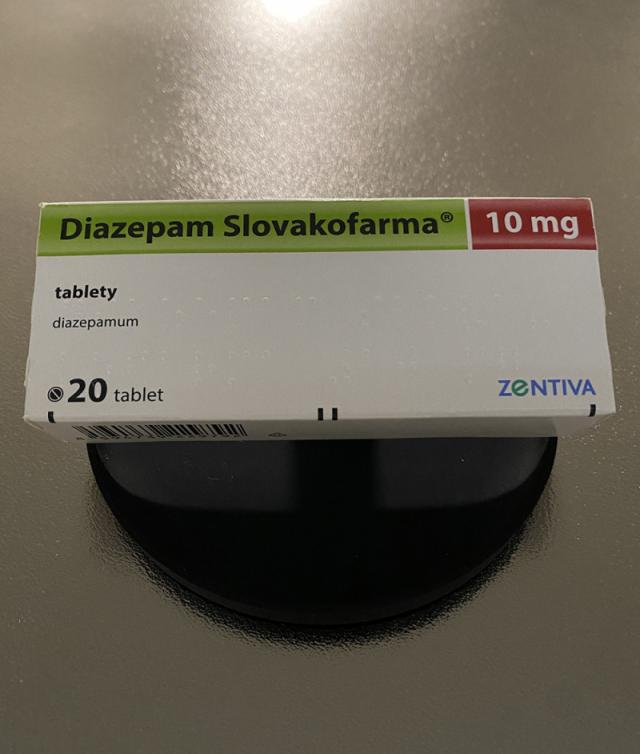 Diazepam Slovakofarma® 10 mg
tablety
diazepamum
20 tablet
ZENTIVA